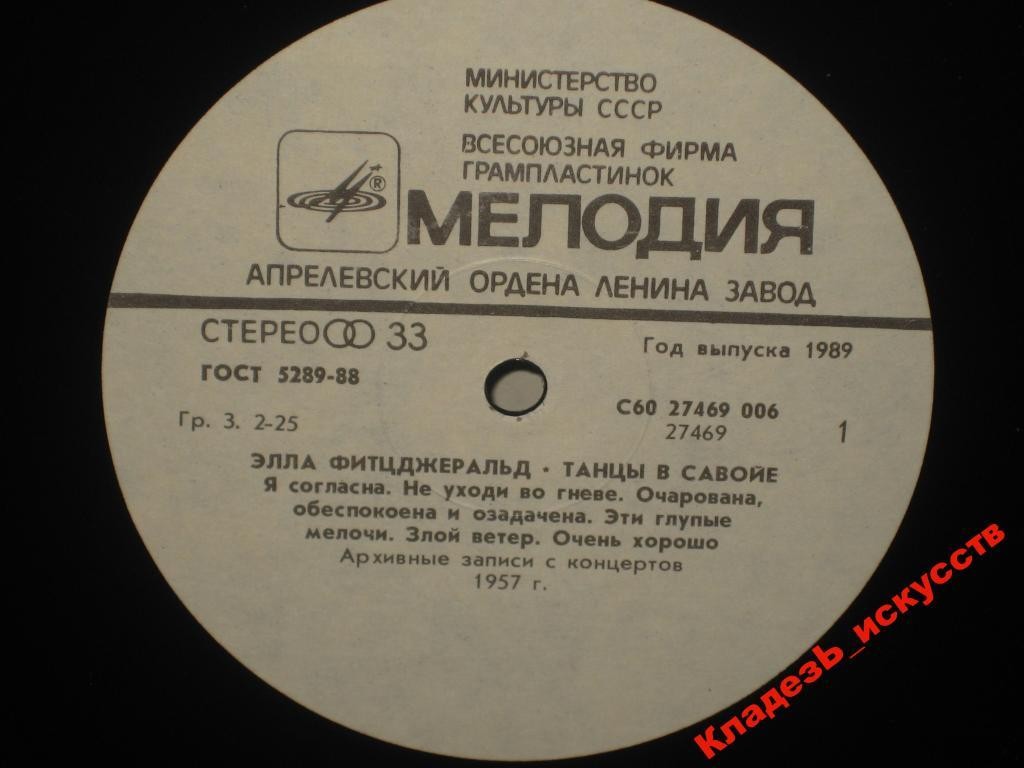 МИНИСТЕРСТВО
КУЛЬТУРЫ СССР
ВСЕСОЮЗНАЯ ФИРМА
ГРАМПЛАСТИНОК
®
МЕЛОДИЯ
АПРЕЛЕВСКИЙ ОРДЕНА ЛЕНИНА ЗАВОД
СТЕРЕО 33
Год выпуска 1989
ГОСТ 5289-88
С60 27469 006
Гр. 3. 2-25
27469
1
ЭЛЛА ФИТЦДЖЕРАЛЬД · ТАНЦЫ В САВОЙЕ
Я согласна. Не уходи во гневе. Очарована,
обеспокоена и озадачена. Эти глупые
мелочи. Злой ветер. Очень хорошо
Архивные записи с концертов
1957 г.
Кладезь_искусств